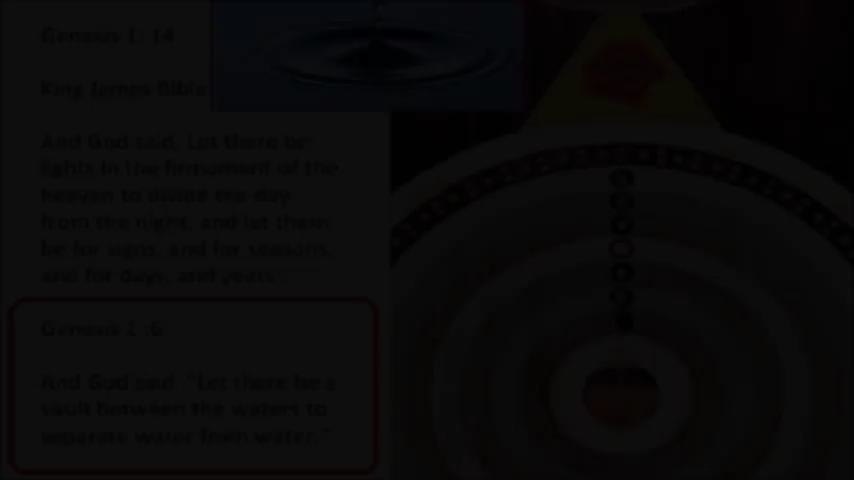 Genesis 1: 14
King James Bible
And God said, Let there be
lights in the firmament of the
heaven to divide the day
from the night; and let them
be for signs, and for seasons,
and for days, and years:
Genesis 1 :6
And God said, "Let there be a
vault between the waters to
separate water from water."